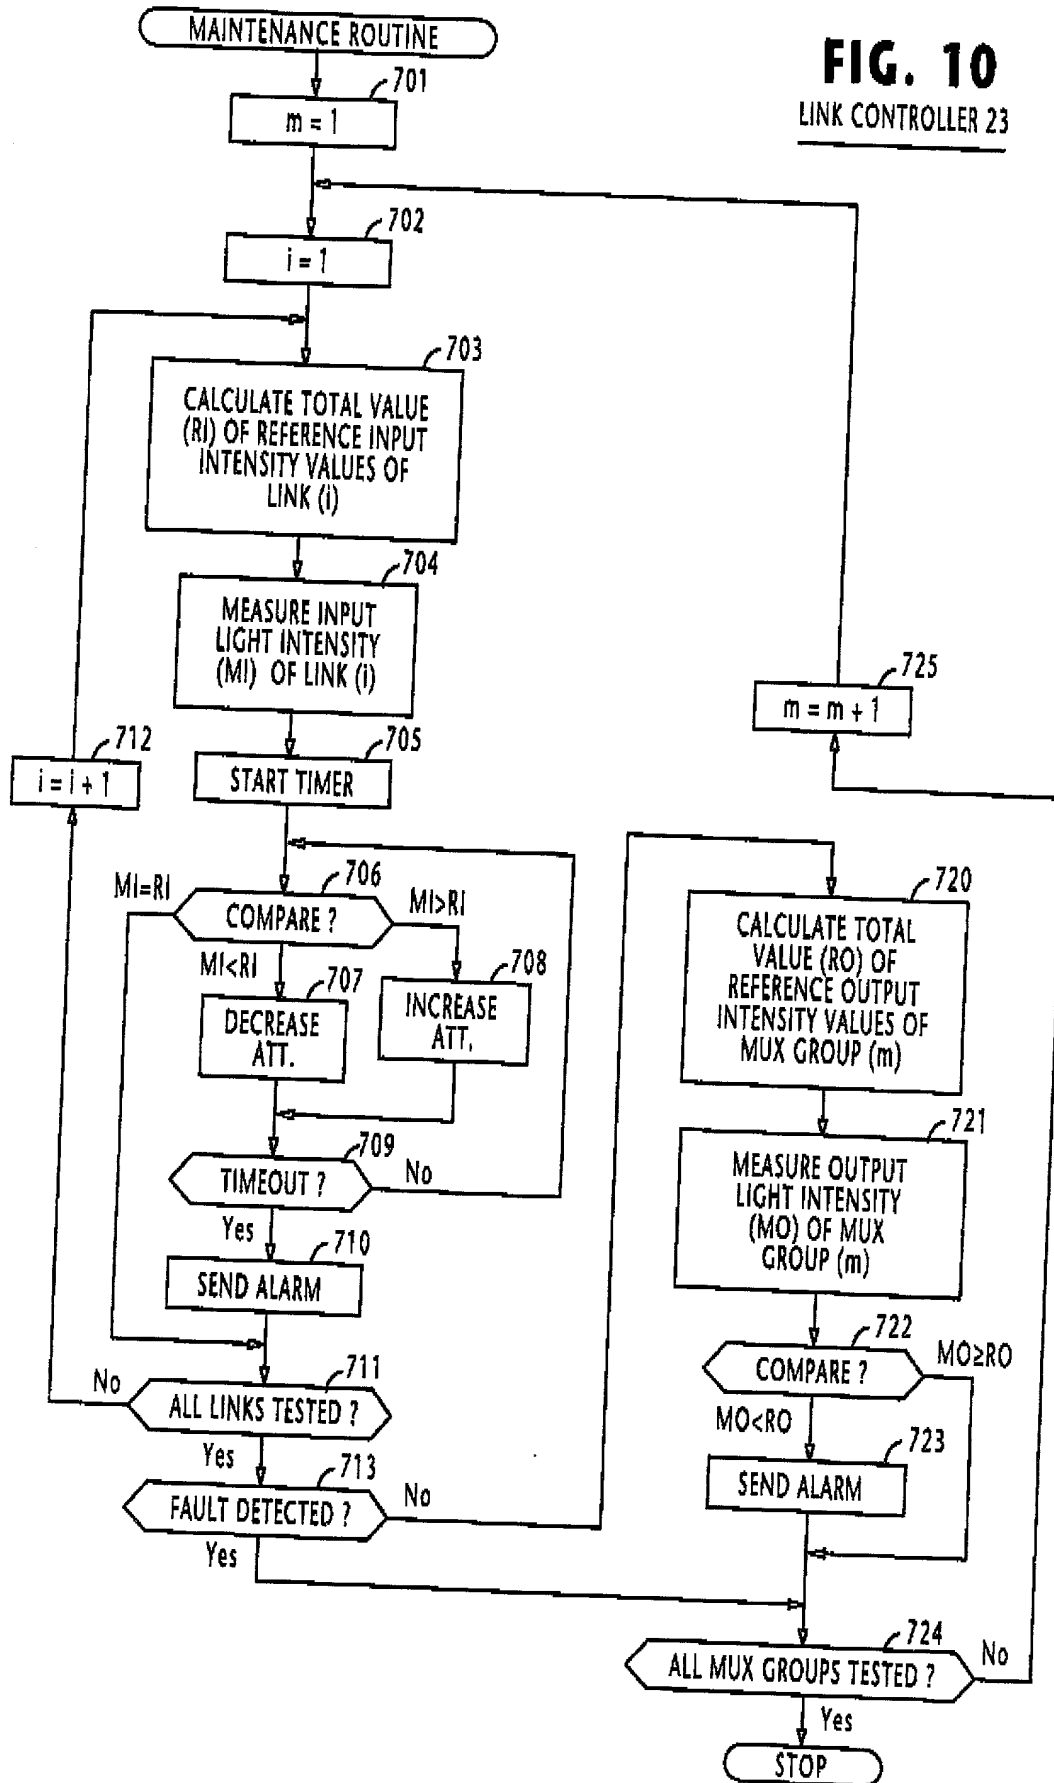 MAINTENANCE ROUTINE
FIG. 10
LINK CONTROLLER 23
701
m = 1
702
i = 1
703
CALCULATE TOTAL VALUE
(RI) OF REFERENCE INPUT
INTENSITY VALUES OF
LINK (i)
704
MEASURE INPUT
LIGHT INTENSITY
(MI) OF LINK (i)
705
START TIMER
712
i = i + 1
706
COMPARE ?
MI=RI
MI>RI
MI<RI
707
DECREASE
ATT.
708
INCREASE
ATT.
709
TIMEOUT ?
No
Yes
710
SEND ALARM
711
ALL LINKS TESTED ?
No
Yes
713
FAULT DETECTED ?
No
Yes
725
m = m + 1
720
CALCULATE TOTAL
VALUE (RO) OF
REFERENCE OUTPUT
INTENSITY VALUES OF
MUX GROUP (m)
721
MEASURE OUTPUT
LIGHT INTENSITY
(MO) OF MUX
GROUP (m)
722
COMPARE ?
MO≥RO
MO<RO
723
SEND ALARM
724
ALL MUX GROUPS TESTED ?
No
Yes
STOP